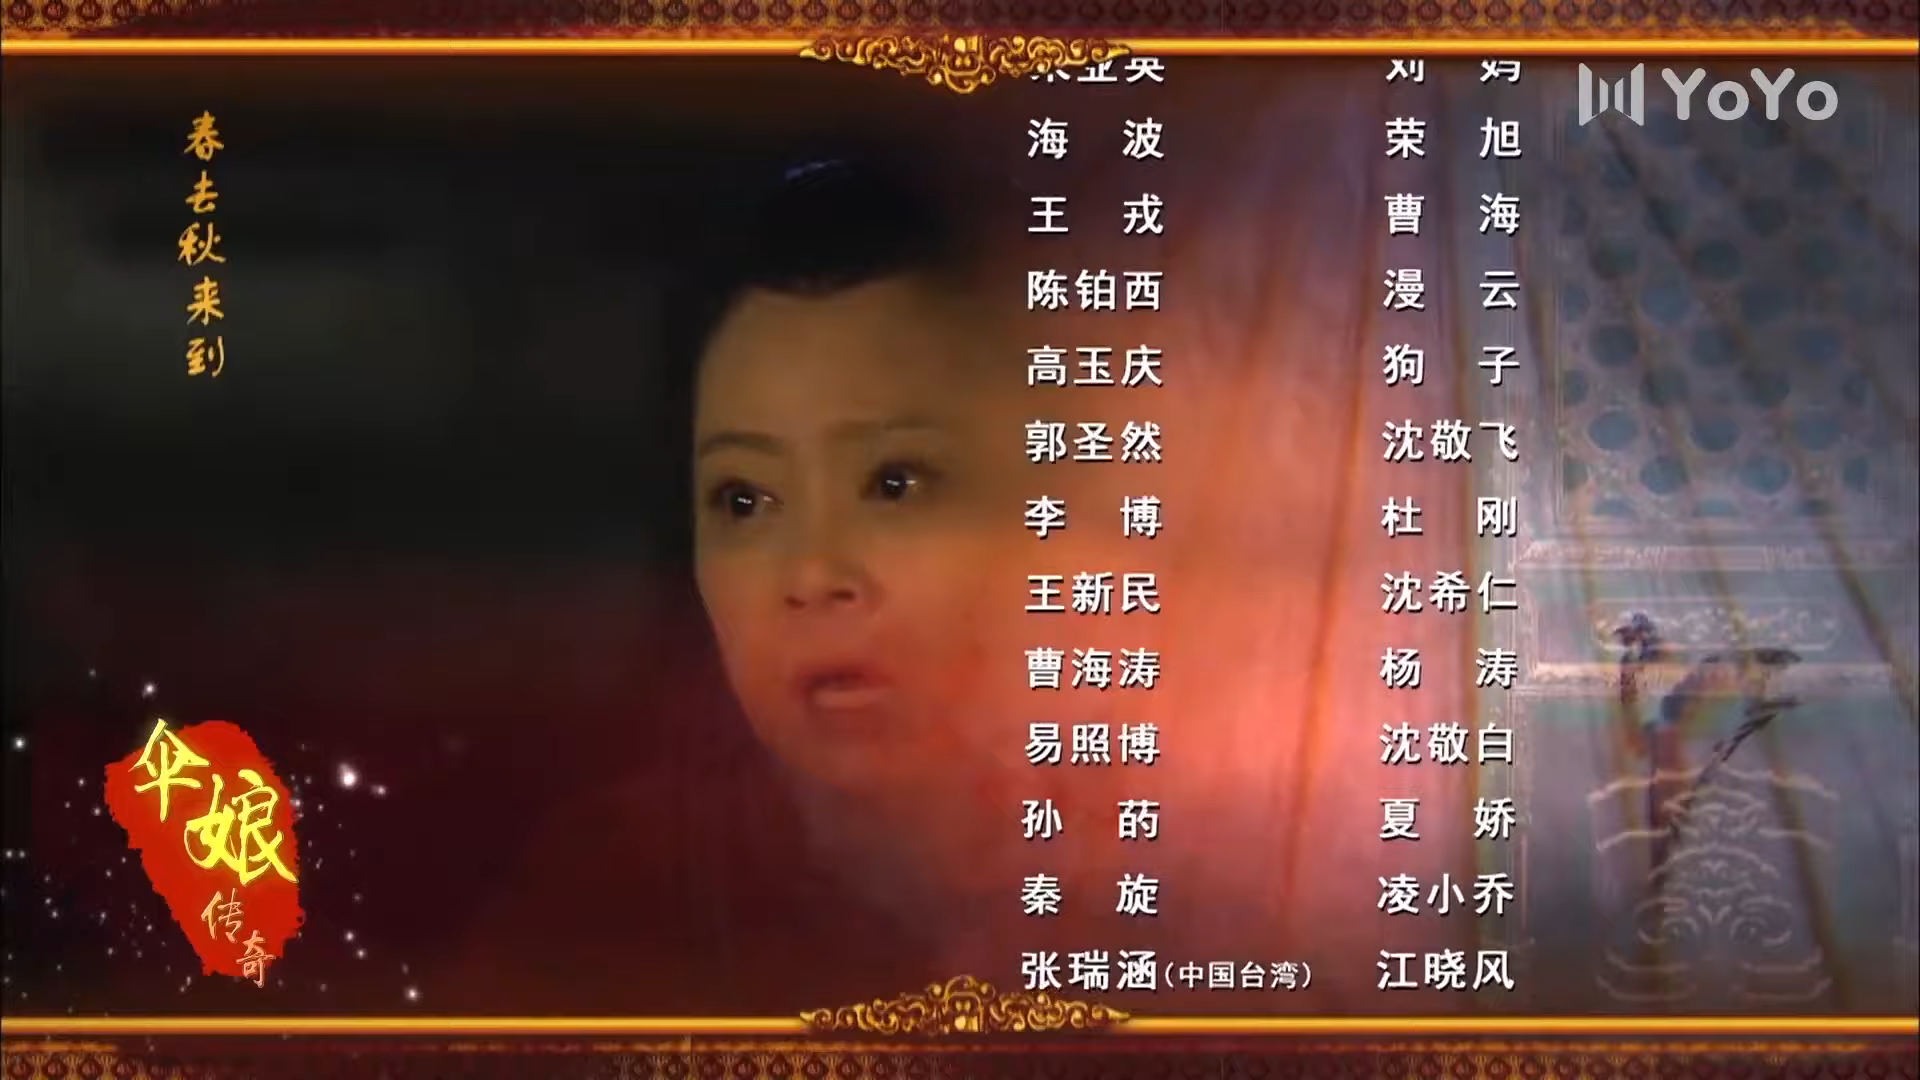 YoYo
春去秋来到
海波 荣旭
王戎 曹海
陈铂西 漫云
高玉庆 狗子
郭圣然 沈敬飞
李博 杜刚
王新民 沈希仁
曹海涛 杨涛
易照博 沈敬白
孙菂 夏娇
秦旋 凌小乔
张瑞涵(中国台湾) 江晓风
伞娘
传奇